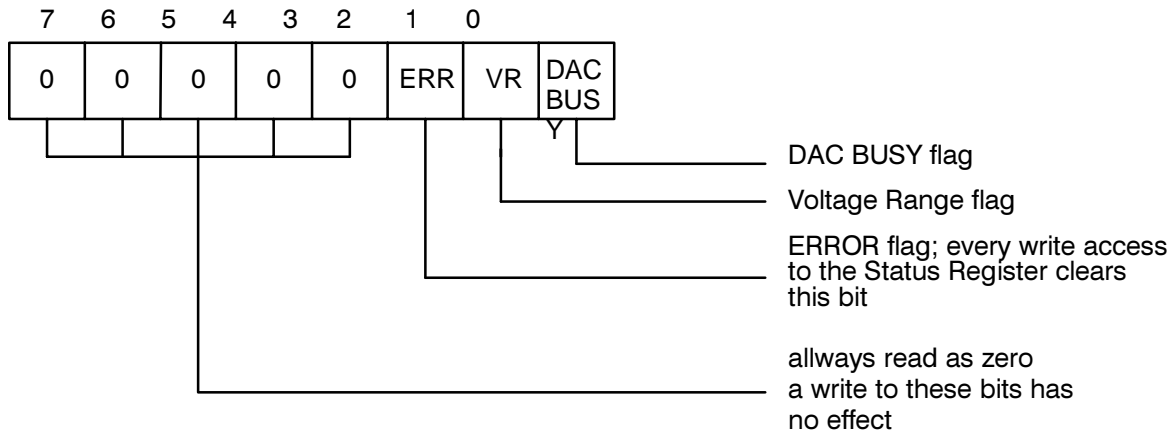 7 6 5 4 3 2 1 0
0 0 0 0 0 ERR VR DAC
BUS
Y
DAC BUSY flag
Voltage Range flag
ERROR flag; every write access
to the Status Register clears
this bit
allways read as zero
a write to these bits has
no effect